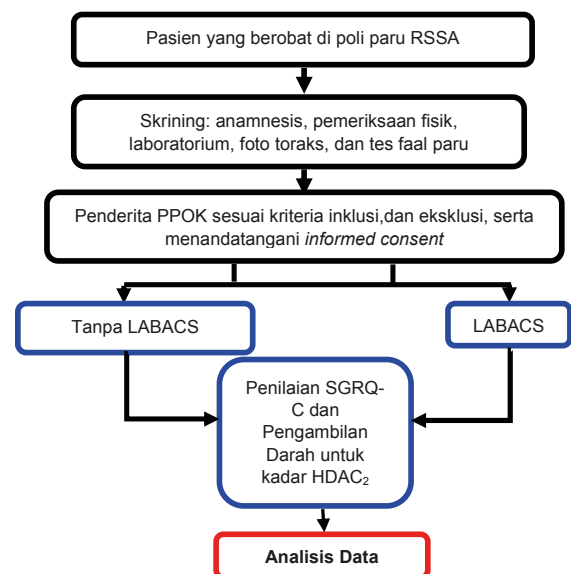 Pasien yang berobat di poli paru RSSA
Skrining: anamnesis, pemeriksaan fisik,
laboratorium, foto toraks, dan tes faal paru
Penderita PPOK sesuai kriteria inklusi,dan eksklusi, serta
menandatangani informed consent
Tanpa LABACS
LABACS
Penilaian SGRQ-
C dan
Pengambilan
Darah untuk
kadar HDAC₂
Analisis Data